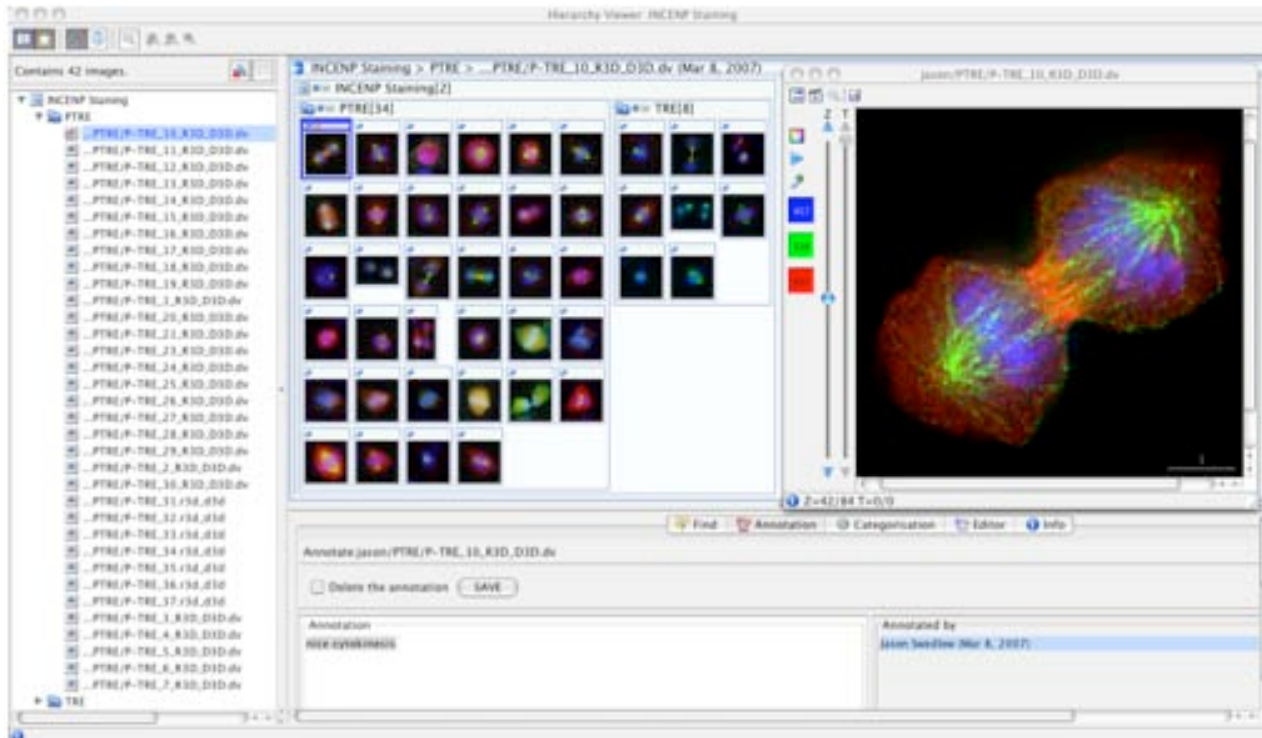 Hierarchy Viewer: INCENP Staining
Contains 42 images.
INCENP Staining
PTRE
...PTRE/P-TRE_10_R3D_D3D.dv
...PTRE/P-TRE_11_R3D_D3D.dv
...PTRE/P-TRE_12_R3D_D3D.dv
...PTRE/P-TRE_13_R3D_D3D.dv
...PTRE/P-TRE_14_R3D_D3D.dv
...PTRE/P-TRE_15_R3D_D3D.dv
...PTRE/P-TRE_16_R3D_D3D.dv
...PTRE/P-TRE_17_R3D_D3D.dv
...PTRE/P-TRE_18_R3D_D3D.dv
...PTRE/P-TRE_19_R3D_D3D.dv
...PTRE/P-TRE_1_R3D_D3D.dv
...PTRE/P-TRE_20_R3D_D3D.dv
...PTRE/P-TRE_21_R3D_D3D.dv
...PTRE/P-TRE_23_R3D_D3D.dv
...PTRE/P-TRE_24_R3D_D3D.dv
...PTRE/P-TRE_25_R3D_D3D.dv
...PTRE/P-TRE_26_R3D_D3D.dv
...PTRE/P-TRE_27_R3D_D3D.dv
...PTRE/P-TRE_28_R3D_D3D.dv
...PTRE/P-TRE_29_R3D_D3D.dv
...PTRE/P-TRE_2_R3D_D3D.dv
...PTRE/P-TRE_30_R3D_D3D.dv
...PTRE/P-TRE_31.r3d_d3d
...PTRE/P-TRE_32.r3d_d3d
...PTRE/P-TRE_33.r3d_d3d
...PTRE/P-TRE_34.r3d_d3d
...PTRE/P-TRE_35.r3d_d3d
...PTRE/P-TRE_36.r3d_d3d
...PTRE/P-TRE_37.r3d_d3d
...PTRE/P-TRE_3_R3D_D3D.dv
...PTRE/P-TRE_4_R3D_D3D.dv
...PTRE/P-TRE_5_R3D_D3D.dv
...PTRE/P-TRE_6_R3D_D3D.dv
...PTRE/P-TRE_7_R3D_D3D.dv
TRE
INCENP Staining > PTRE > ...PTRE/P-TRE_10_R3D_D3D.dv (Mar 8, 2007)
INCENP Staining[2]
PTRE[34]
TRE[8]
jason/PTRE/P-TRE_10_R3D_D3D.dv
Z T
Z=42/84 T=0/0
Find Annotation Categorisation Editor Info
Annotate jason/PTRE/P-TRE_10_R3D_D3D.dv
Delete the annotation SAVE
Annotation
nice cytokinesis
Annotated by
Jason Swedlow (Mar 8, 2007)